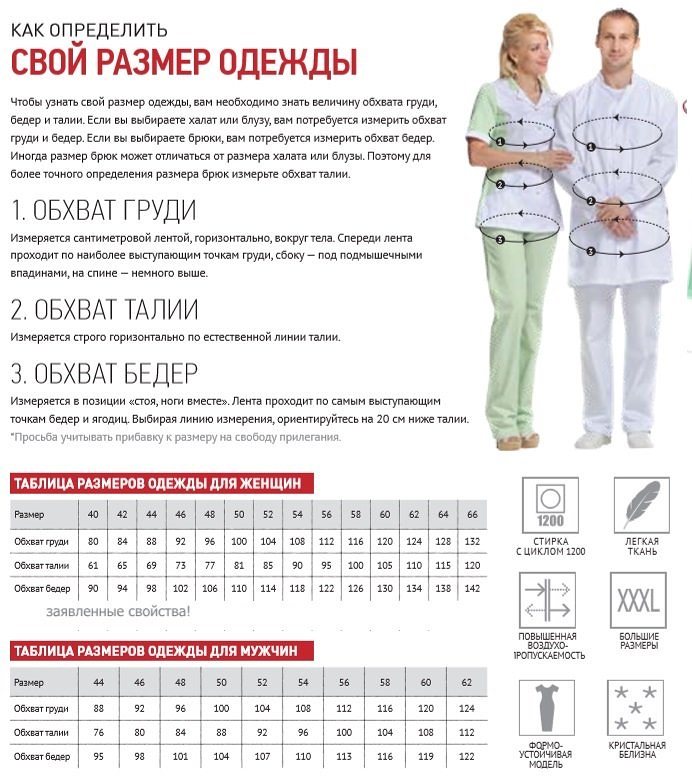 КАК ОПРЕДЕЛИТЬ
СВОЙ РАЗМЕР ОДЕЖДЫ
Чтобы узнать свой размер одежды, вам необходимо знать величину обхвата груди,
бедер и талии. Если вы выбираете халат или блузу, вам потребуется измерить обхват
груди и бедер. Если вы выбираете брюки, вам потребуется измерить обхват бедер.
Иногда размер брюк может отличаться от размера халата или блузы. Поэтому для
более точного определения размера брюк измерьте обхват талии.
1. ОБХВАТ ГРУДИ
Измеряется сантиметровой лентой, горизонтально, вокруг тела. Спереди лента
проходит по наиболее выступающим точкам груди, сбоку — под подмышечными
впадинами, на спине — немного выше.
2. ОБХВАТ ТАЛИИ
Измеряется строго горизонтально по естественной линии талии.
3. ОБХВАТ БЕДЕР
Измеряется в позиции «стоя, ноги вместе». Лента проходит по самым выступающим
точкам бедер и ягодиц. Выбирая линию измерения, ориентируйтесь на 20 см ниже талии.
*Просьба учитывать прибавку к размеру на свободу прилегания.
1 1
2 2
3 3
ТАБЛИЦА РАЗМЕРОВ ОДЕЖДЫ ДЛЯ ЖЕНЩИН
Размер 40 42 44 46 48 50 52 54 56 58 60 62 64 66
Обхват груди 80 84 88 92 96 100 104 108 112 116 120 124 128 132
Обхват талии 61 65 69 73 77 81 85 90 95 100 105 110 115 120
Обхват бедер 90 94 98 102 106 110 114 118 122 126 130 134 138 142
заявленные свойства!
ТАБЛИЦА РАЗМЕРОВ ОДЕЖДЫ ДЛЯ МУЖЧИН
Размер 44 46 48 50 52 54 56 58 60 62
Обхват груди 88 92 96 100 104 108 112 116 120 124
Обхват талии 76 80 84 88 92 96 100 104 108 112
Обхват бедер 95 98 101 104 107 110 113 116 119 122
1200
СТИРКА
С ЦИКЛОМ 1200
ЛЕГКАЯ
ТКАНЬ
ПОВЫШЕННАЯ
ВОЗДУХО-
ПРОПУСКАЕМОСТЬ
XXXL
БОЛЬШИЕ
РАЗМЕРЫ
ФОРМО-
УСТОЙЧИВАЯ
МОДЕЛЬ
КРИСТАЛЬНАЯ
БЕЛИЗНА